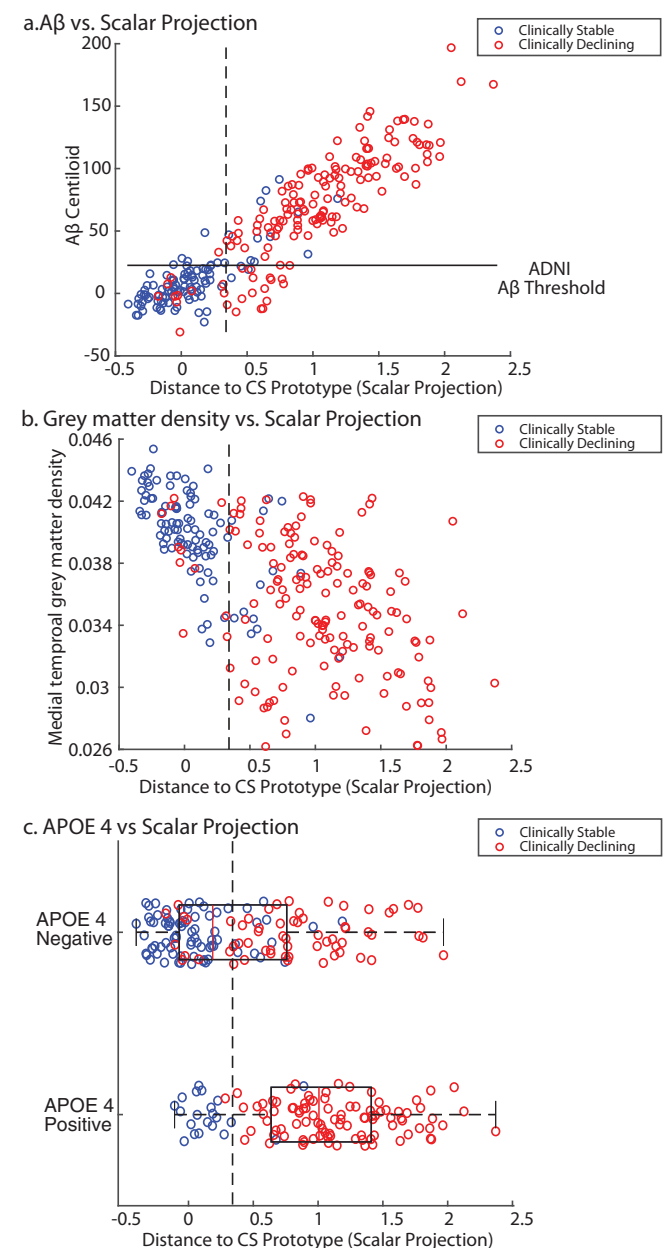 a.Aβ vs. Scalar Projection
Clinically Stable
Clinically Declining
200
150
100
50
0
-50
Aβ Centiloid
ADNI
Aβ Threshold
-0.5 0 0.5 1 1.5 2 2.5
Distance to CS Prototype (Scalar Projection)
b. Grey matter density vs. Scalar Projection
Clinically Stable
Clinically Declining
0.046
0.042
0.038
0.034
0.03
0.026
Medial temproal grey matter density
-0.5 0 0.5 1 1.5 2 2.5
Distance to CS Prototype (Scalar Projection)
c. APOE 4 vs Scalar Projection
Clinically Stable
Clinically Declining
APOE 4
Negative
APOE 4
Positive
-0.5 0 0.5 1 1.5 2 2.5
Distance to CS Prototype (Scalar Projection)